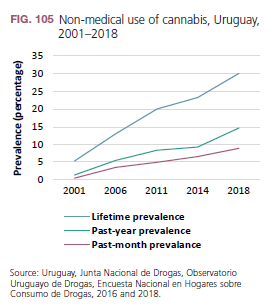 FIG. 105 Non-medical use of cannabis, Uruguay,
2001–2018
Prevalence (percentage)
35
30
25
20
15
10
5
0
2001 2006 2011 2014 2018
Lifetime prevalence
Past-year prevalence
Past-month prevalance
Source: Uruguay, Junta Nacional de Drogas, Observatorio
Uruguayo de Drogas, Encuesta Nacional en Hogares sobre
Consumo de Drogas, 2016 and 2018.